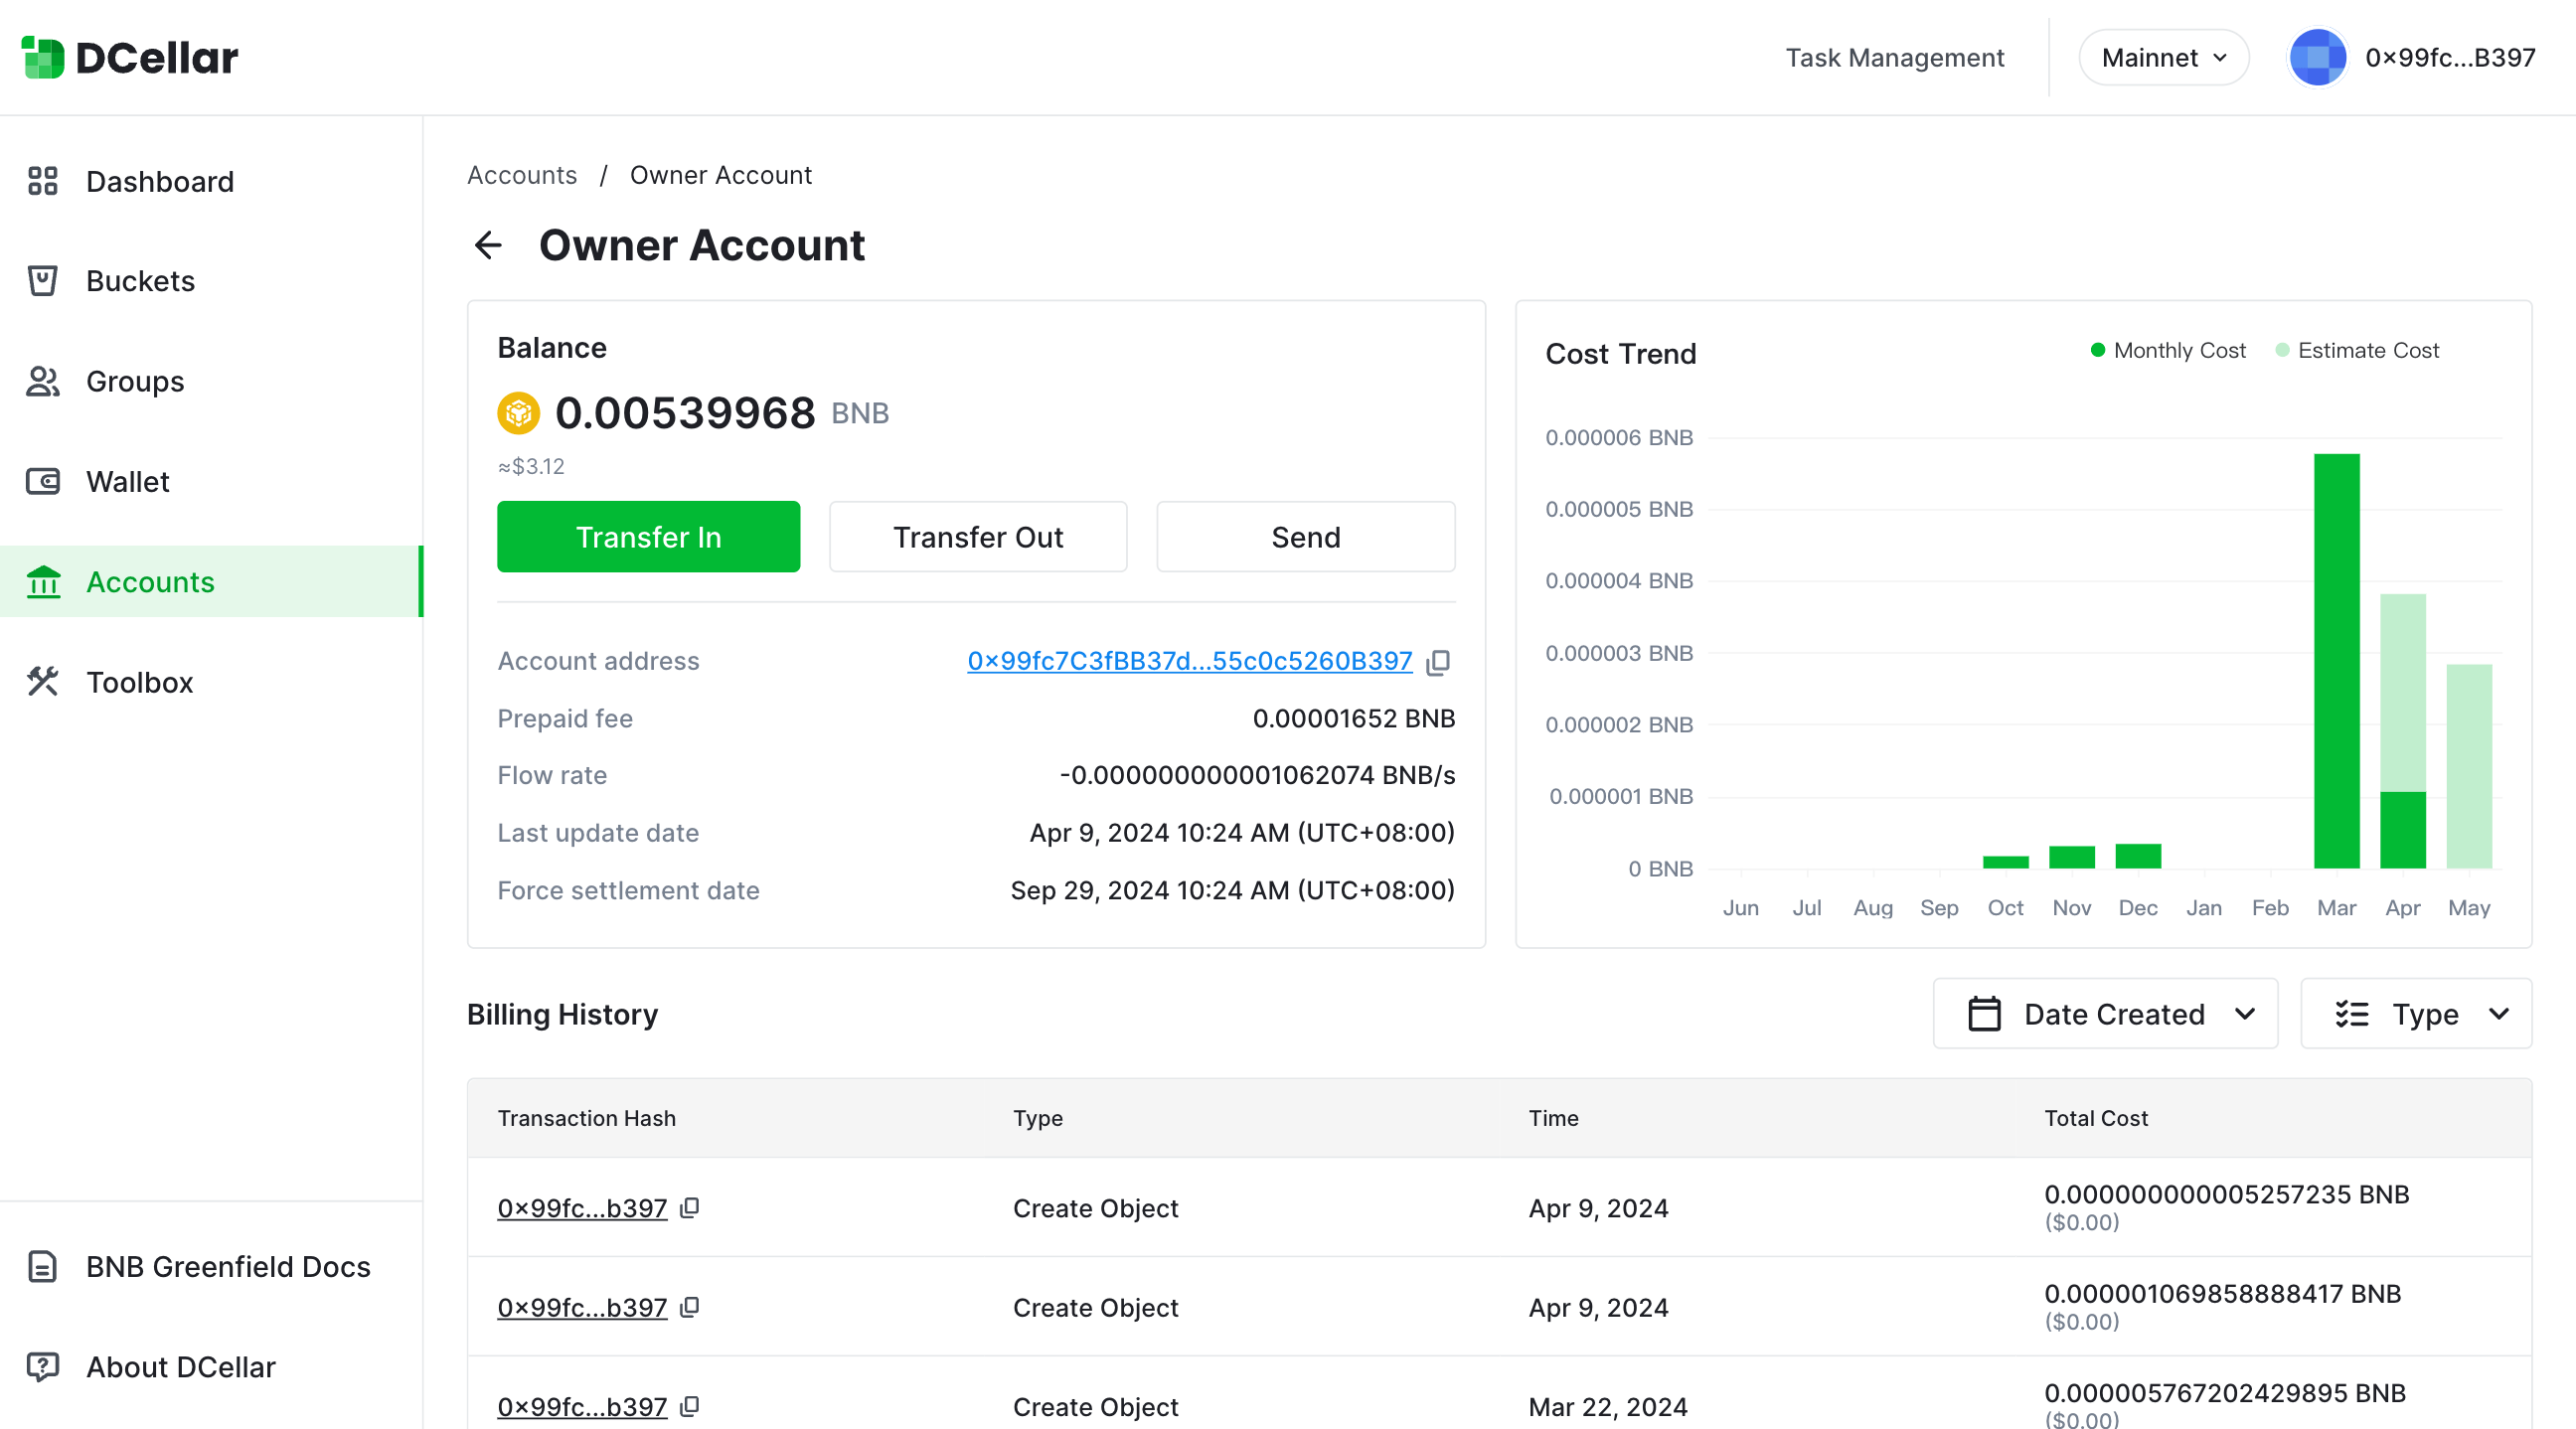 DCellar
Task Management
Mainnet
0x99fc...B397
Dashboard
Buckets
Groups
Wallet
Accounts
Toolbox
BNB Greenfield Docs
About DCellar
Accounts / Owner Account
Owner Account
Balance
0.00539968 BNB
≈$3.12
Transfer In
Transfer Out
Send
Account address 0x99fc7C3fBB37d...55c0c5260B397
Prepaid fee 0.00001652 BNB
Flow rate -0.000000000001062074 BNB/s
Last update date Apr 9, 2024 10:24 AM (UTC+08:00)
Force settlement date Sep 29, 2024 10:24 AM (UTC+08:00)
Cost Trend
Monthly Cost Estimate Cost
0.000006 BNB
0.000005 BNB
0.000004 BNB
0.000003 BNB
0.000002 BNB
0.000001 BNB
0 BNB
Jun Jul Aug Sep Oct Nov Dec Jan Feb Mar Apr May
Billing History
Date Created
Type
Transaction Hash Type Time Total Cost
0x99fc...b397 Create Object Apr 9, 2024 0.000000000005257235 BNB
($0.00)
0x99fc...b397 Create Object Apr 9, 2024 0.000001069858888417 BNB
($0.00)
0x99fc...b397 Create Object Mar 22, 2024 0.000005767202429895 BNB
($0.00)